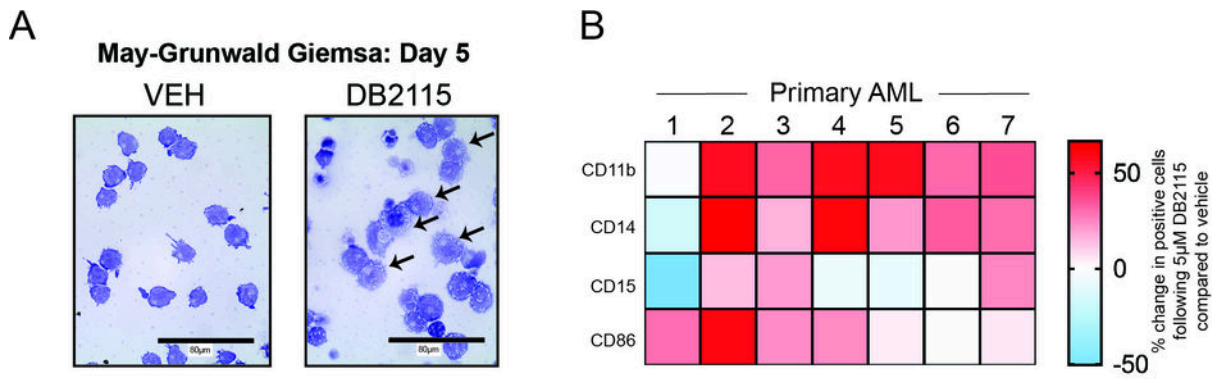 A
May-Grunwald Giemsa: Day 5
VEH
DB2115
80µm
80µm
B
Primary AML
1 2 3 4 5 6 7
CD11b
CD14
CD15
CD86
50
0
-50
% change in positive cells
following 5µM DB2115
compared to vehicle